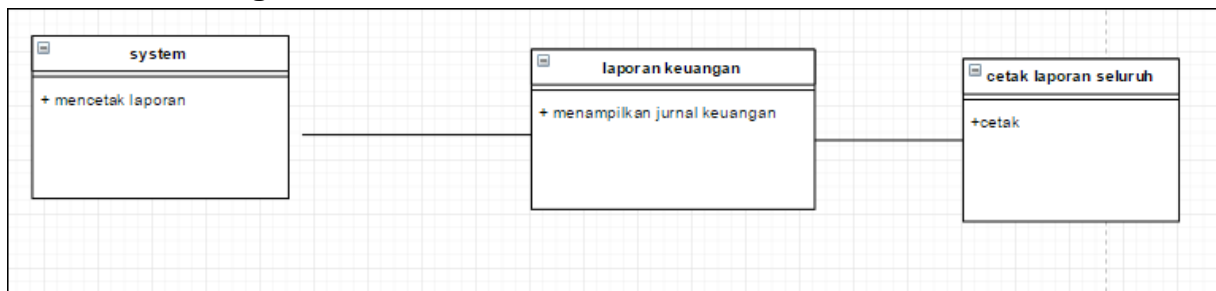 system
+ mencetak laporan
laporan keuangan
+ menampilkan jurnal keuangan
cetak laporan seluruh
+cetak